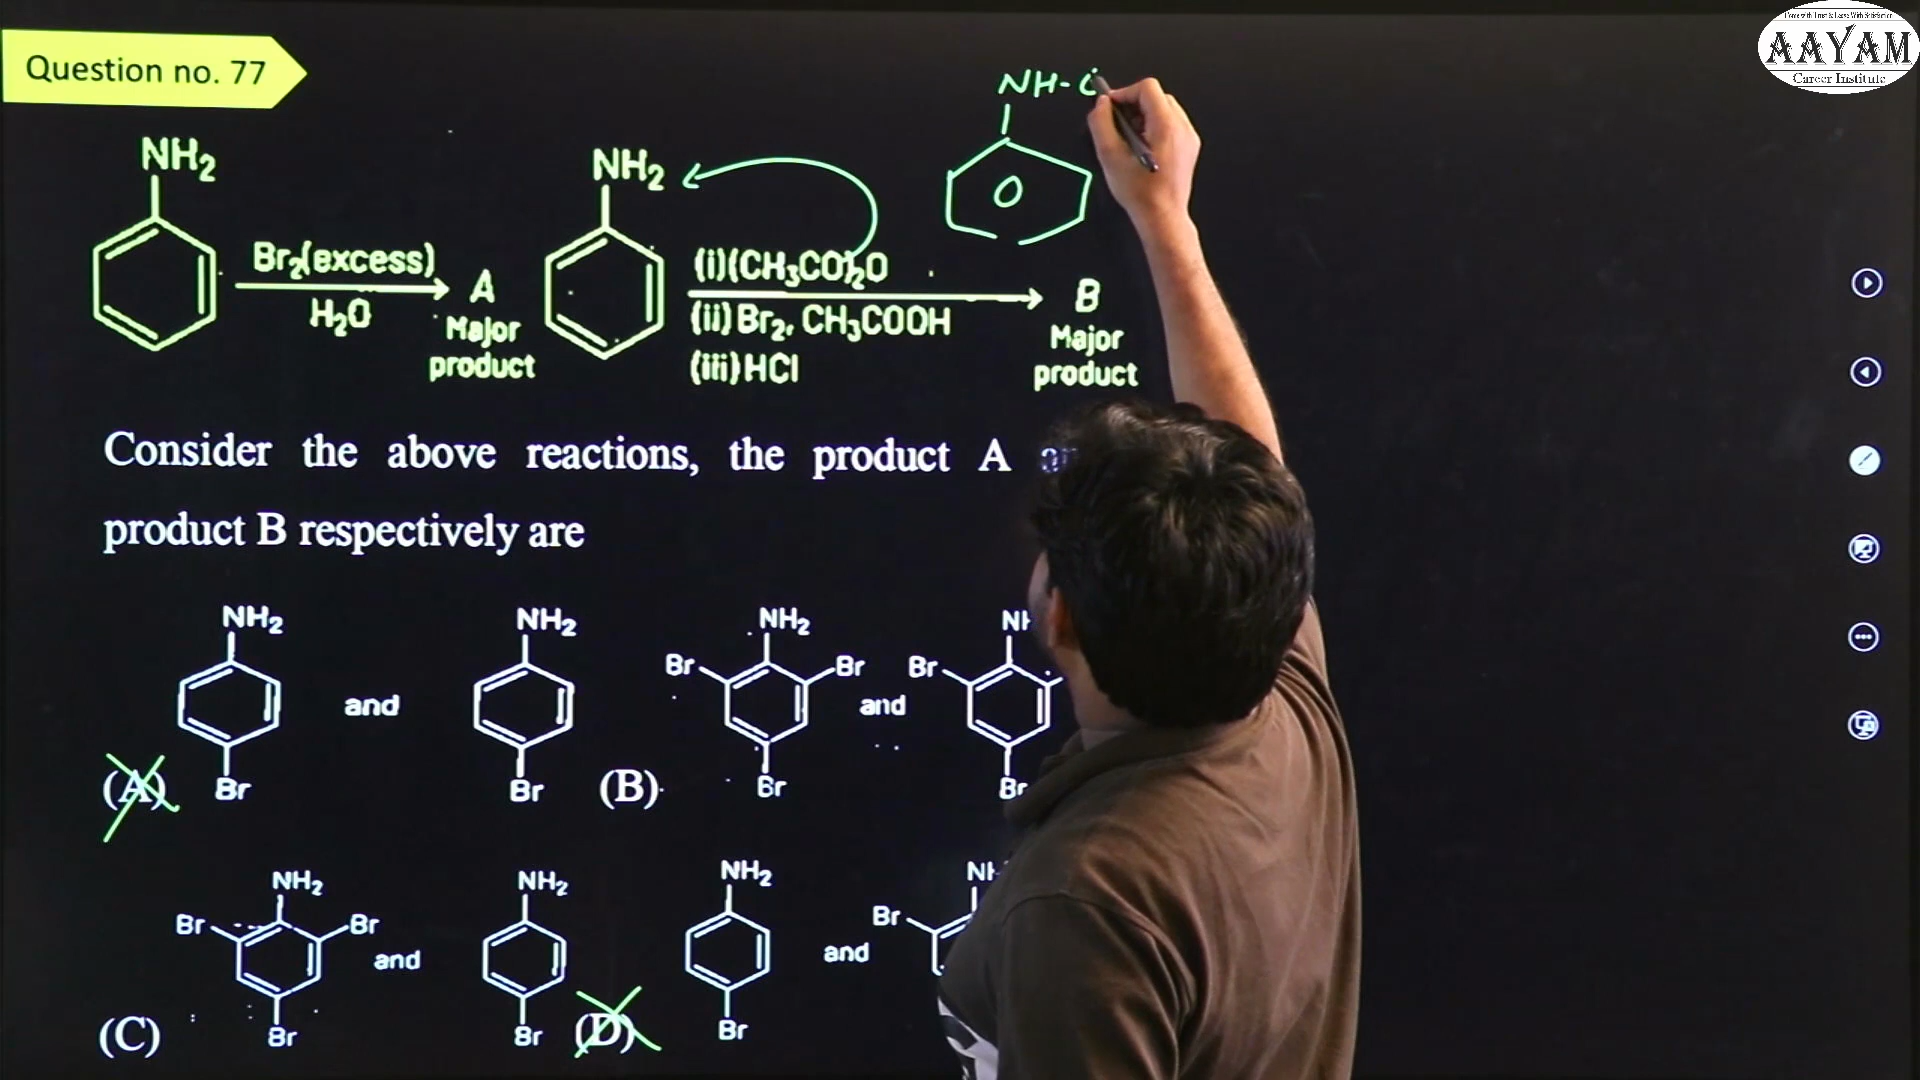 Question no. 77
AAYAM
Career Institute
NH-C
NH2
NH2
Br2(excess)
H2O
A
Major
product
(i)(CH3CO)2O
(ii)Br2, CH3COOH
(iii)HCl
B
Major
product
Consider the above reactions, the product A
product B respectively are
NH2
and
NH2
NH2
Br
Br
and
Br
(A)
Br
Br
(B)
Br
Br
NH2
Br
Br
and
NH2
NH2
and
Br
(C)
Br
Br
(D)
Br